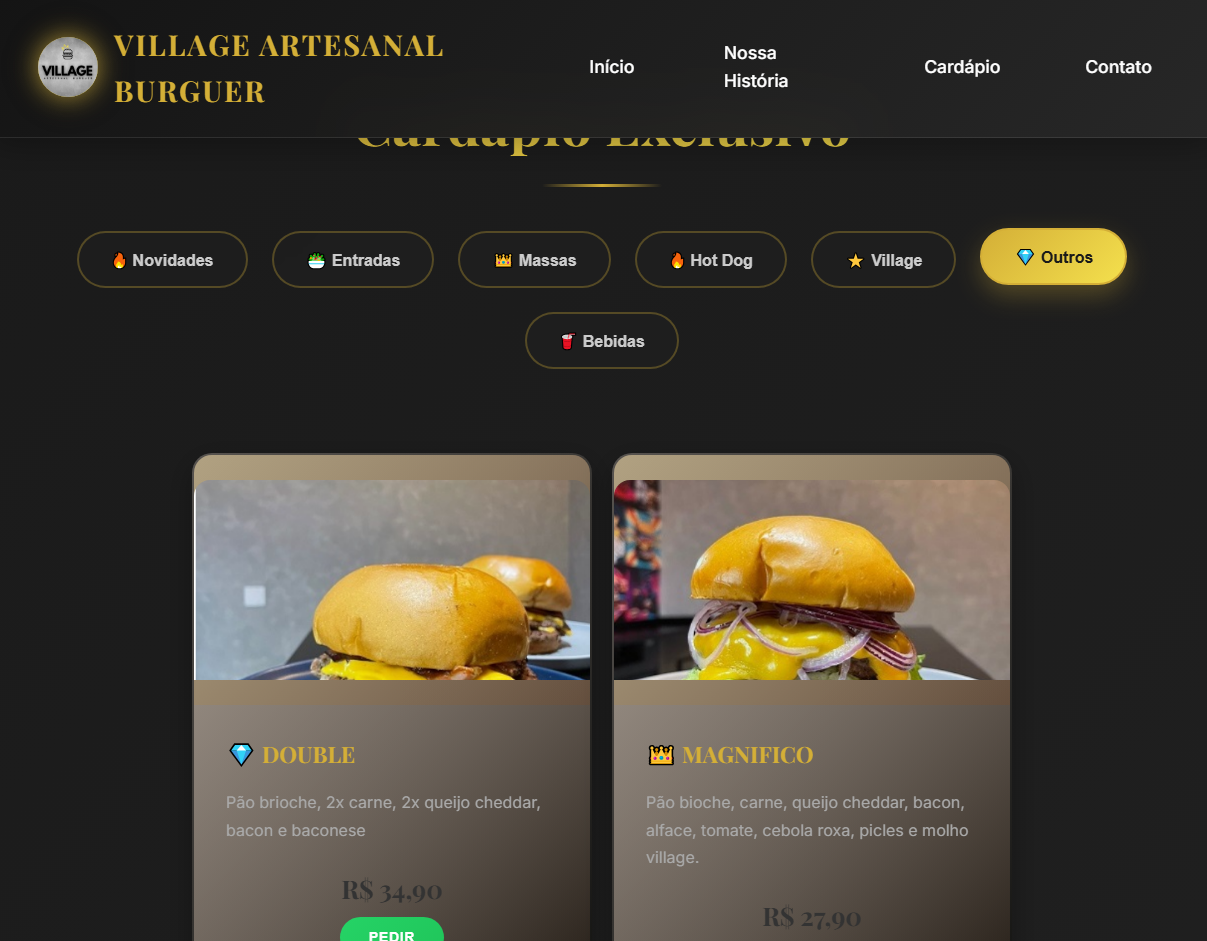 VILLAGE
VILLAGE ARTESANAL
BURGUER
Início
Nossa
História
Cardápio
Contato
Cardápio Exclusivo
Novidades
Entradas
Massas
Hot Dog
Village
Outros
Bebidas
DOUBLE
Pão brioche, 2x carne, 2x queijo cheddar,
bacon e baconese
R$ 34,90
PEDIR
MAGNIFICO
Pão bioche, carne, queijo cheddar, bacon,
alface, tomate, cebola roxa, picles e molho
village.
R$ 27,90